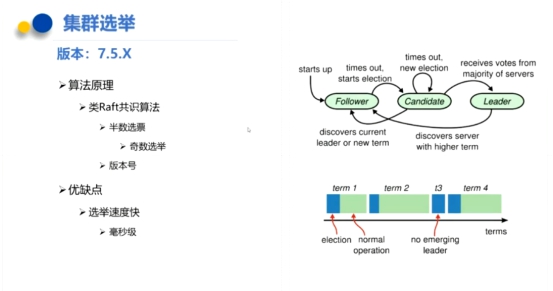 集群选举
版本：7.5.X
算法原理
类Raft共识算法
半数选票
奇数选举
版本号
优缺点
选举速度快
毫秒级
starts up
times out,
starts election
times out,
new election
receives votes from
majority of servers
Follower
Candidate
Leader
discovers current
leader or new term
discovers server
with higher term
term 1
term 2
t3
term 4
terms
election
normal
operation
no emerging
leader